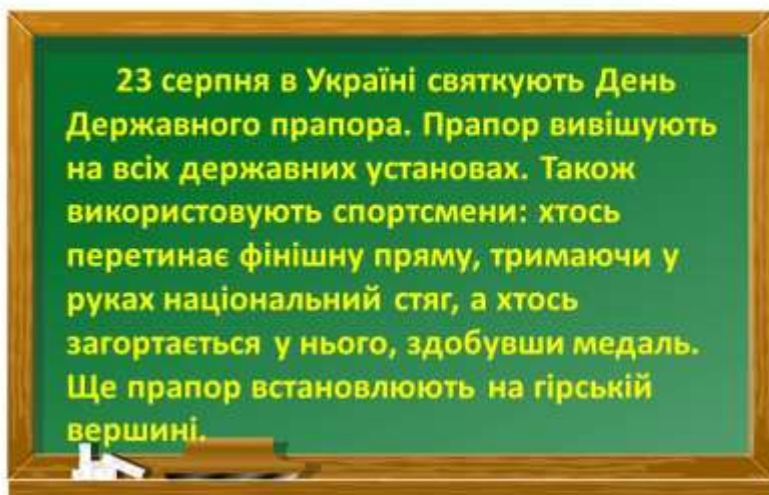 23 серпня в Україні святкують День
Державного прапора. Прапор вивішують
на всіх державних установах. Також
використовують спортсмени: хтось
перетинає фінішну пряму, тримаючи у
руках національний стяг, а хтось
загортається у нього, здобувши медаль.
Ще прапор встановлюють на гірській
вершині.